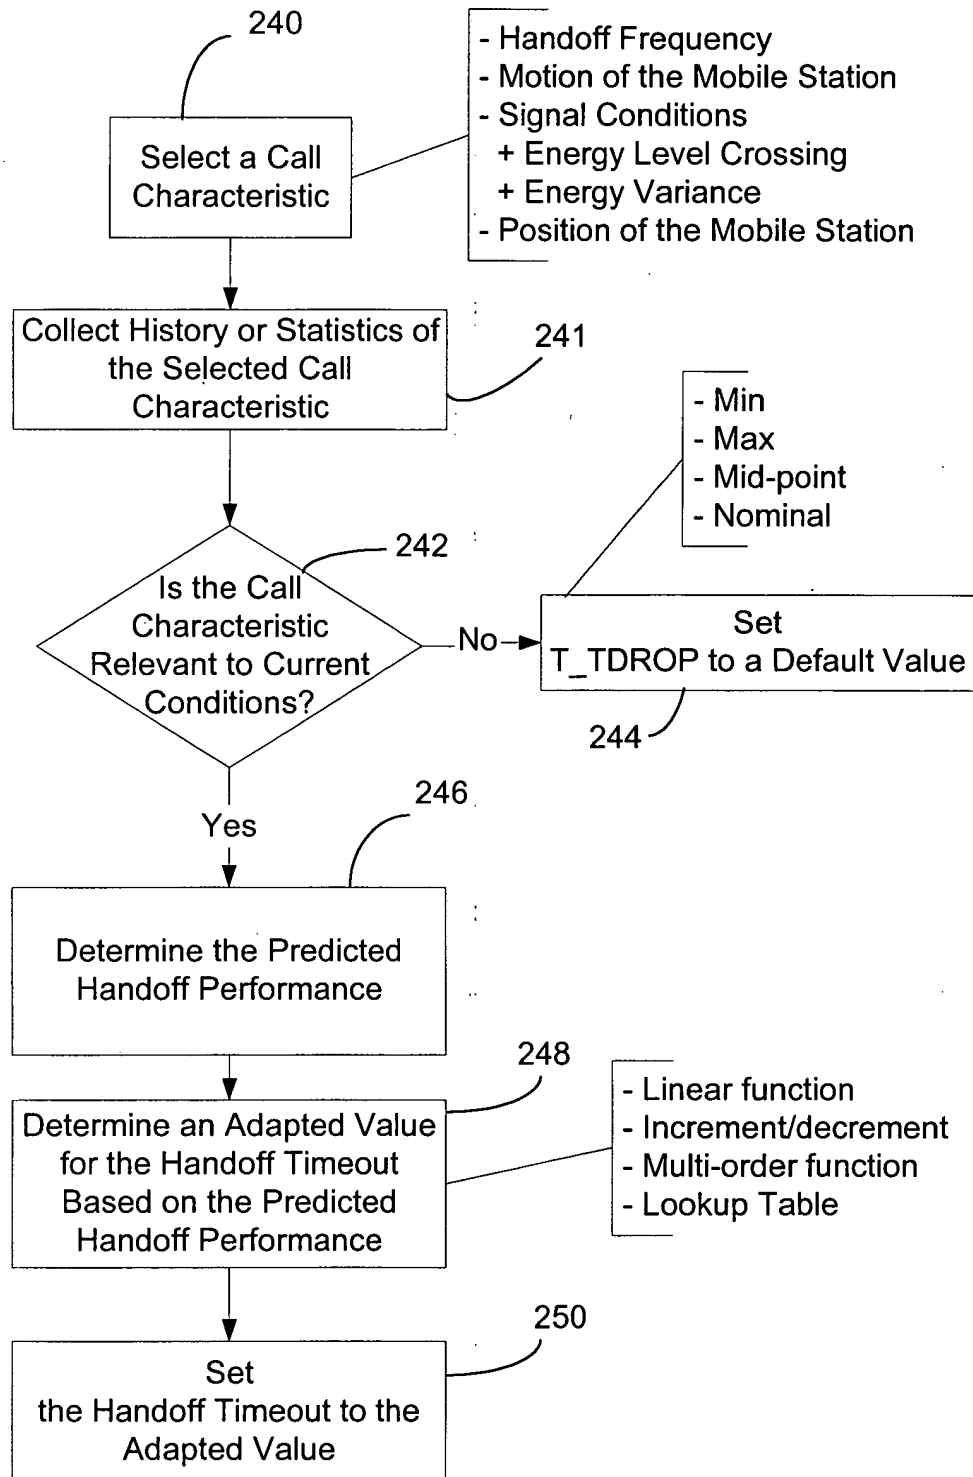 240
- Handoff Frequency
- Motion of the Mobile Station
- Signal Conditions
+ Energy Level Crossing
+ Energy Variance
- Position of the Mobile Station
Select a Call
Characteristic
Collect History or Statistics of
the Selected Call
Characteristic
241
- Min
- Max
- Mid-point
- Nominal
242
Is the Call
Characteristic
Relevant to Current
Conditions?
No
Set
T_TDROP to a Default Value
244
Yes
246
Determine the Predicted
Handoff Performance
248
Determine an Adapted Value
for the Handoff Timeout
Based on the Predicted
Handoff Performance
- Linear function
- Increment/decrement
- Multi-order function
- Lookup Table
250
Set
the Handoff Timeout to the
Adapted Value